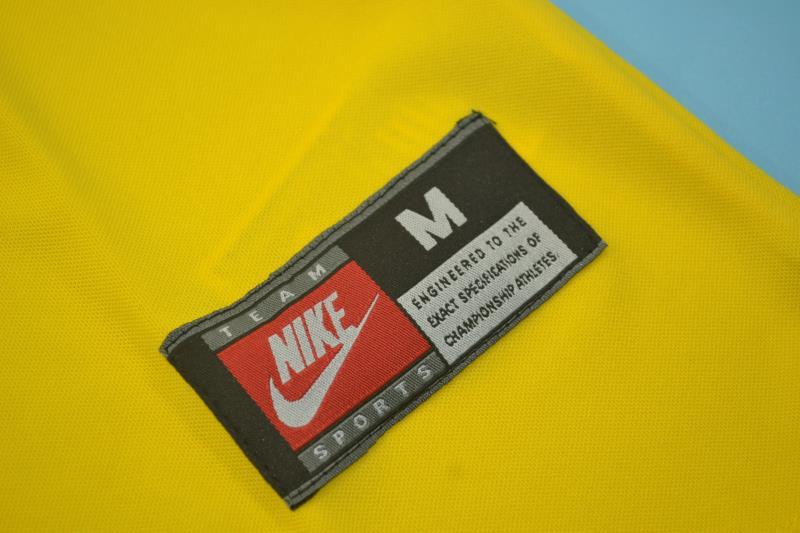 M
TEAM
NIKE
SPORTS
ENGINEERED TO THE
EXACT SPECIFICATIONS OF
CHAMPIONSHIP ATHLETES.